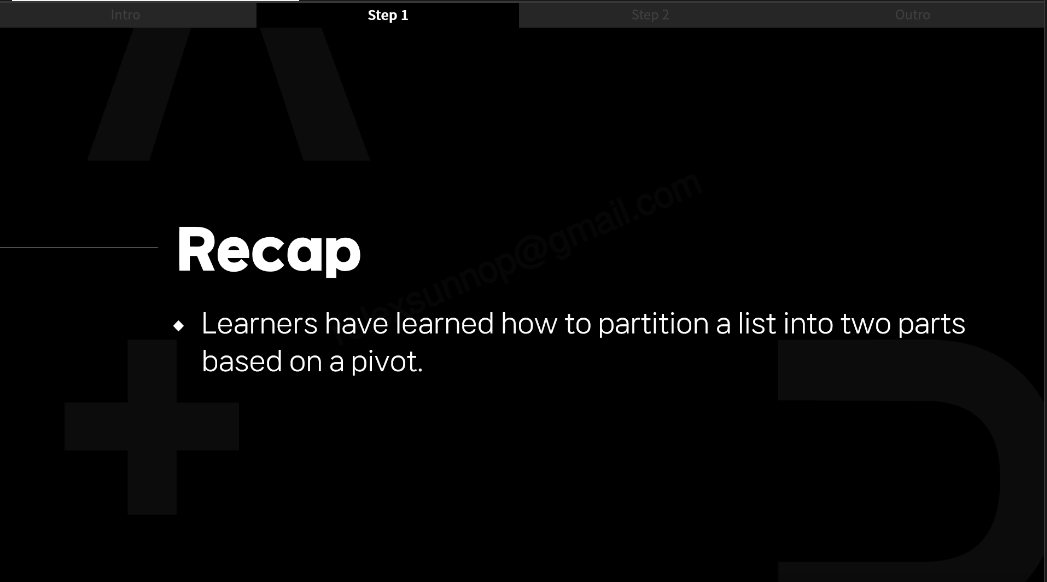 Intro
Step 1
Step 2
Outro
Recap
Learners have learned how to partition a list into two parts
based on a pivot.